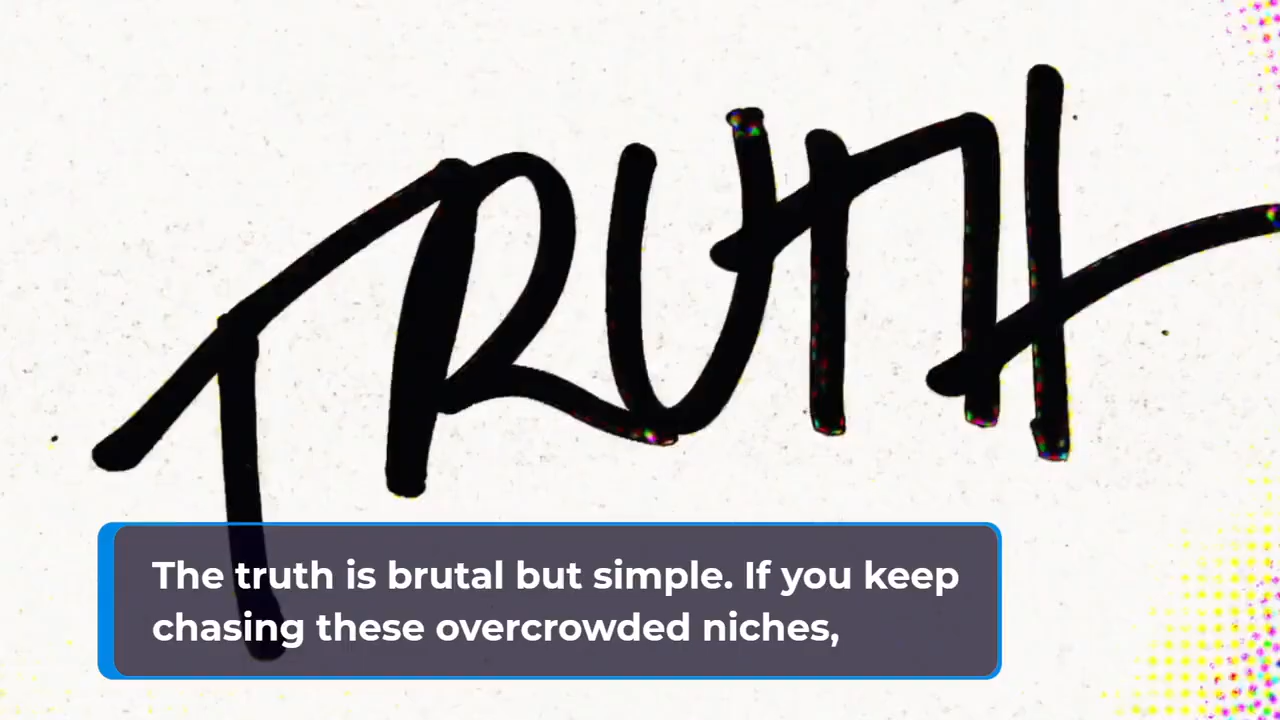 TRUTH
The truth is brutal but simple. If you keep
chasing these overcrowded niches,